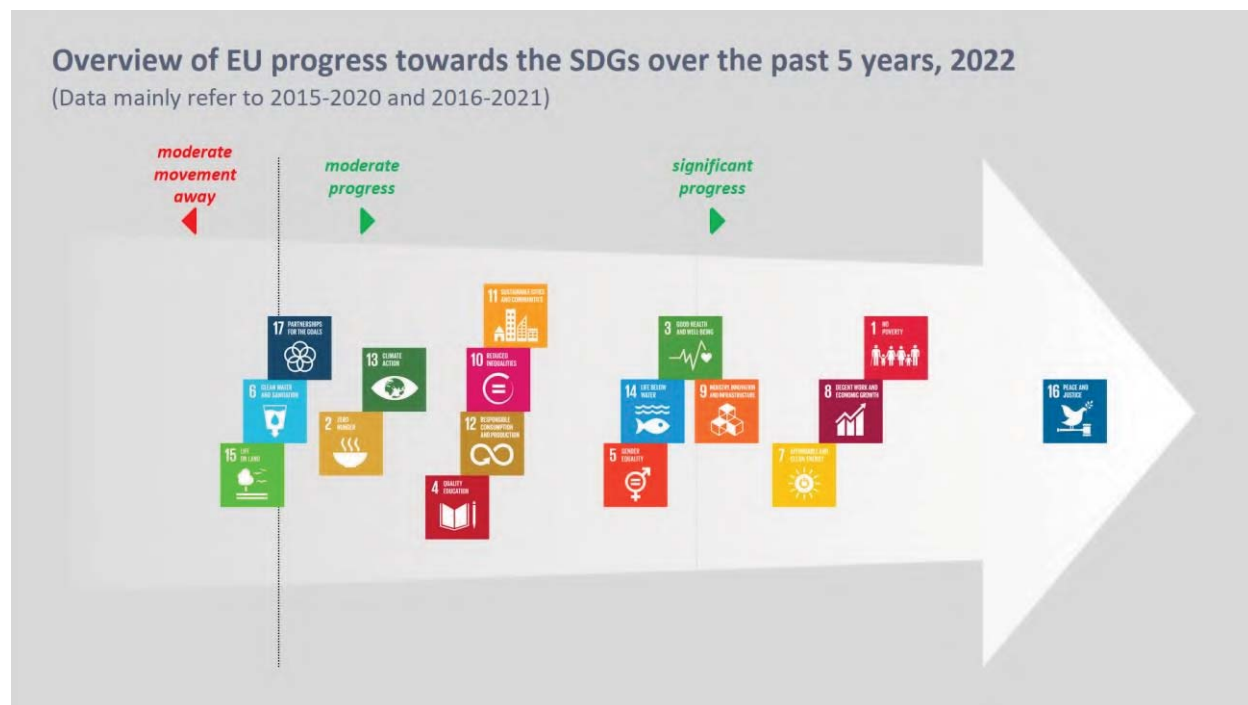 Overview of EU progress towards the SDGs over the past 5 years, 2022
(Data mainly refer to 2015-2020 and 2016-2021)
moderate
movement
away
moderate
progress
significant
progress
11 SUSTAINABLE CITIES
AND COMMUNITIES
17 PARTNERSHIPS
FOR THE GOALS
3 GOOD HEALTH
AND WELL-BEING
1 NO
POVERTY
13 CLIMATE
ACTION
10 REDUCED
INEQUALITIES
6 CLEAN WATER
AND SANITATION
14 LIFE BELOW
WATER
9 INDUSTRY, INNOVATION
AND INFRASTRUCTURE
8 DECENT WORK AND
ECONOMIC GROWTH
16 PEACE AND
JUSTICE
2 ZERO
HUNGER
12 RESPONSIBLE
CONSUMPTION
AND PRODUCTION
15 LIFE
ON LAND
5 GENDER
EQUALITY
7 AFFORDABLE AND
CLEAN ENERGY
4 QUALITY
EDUCATION